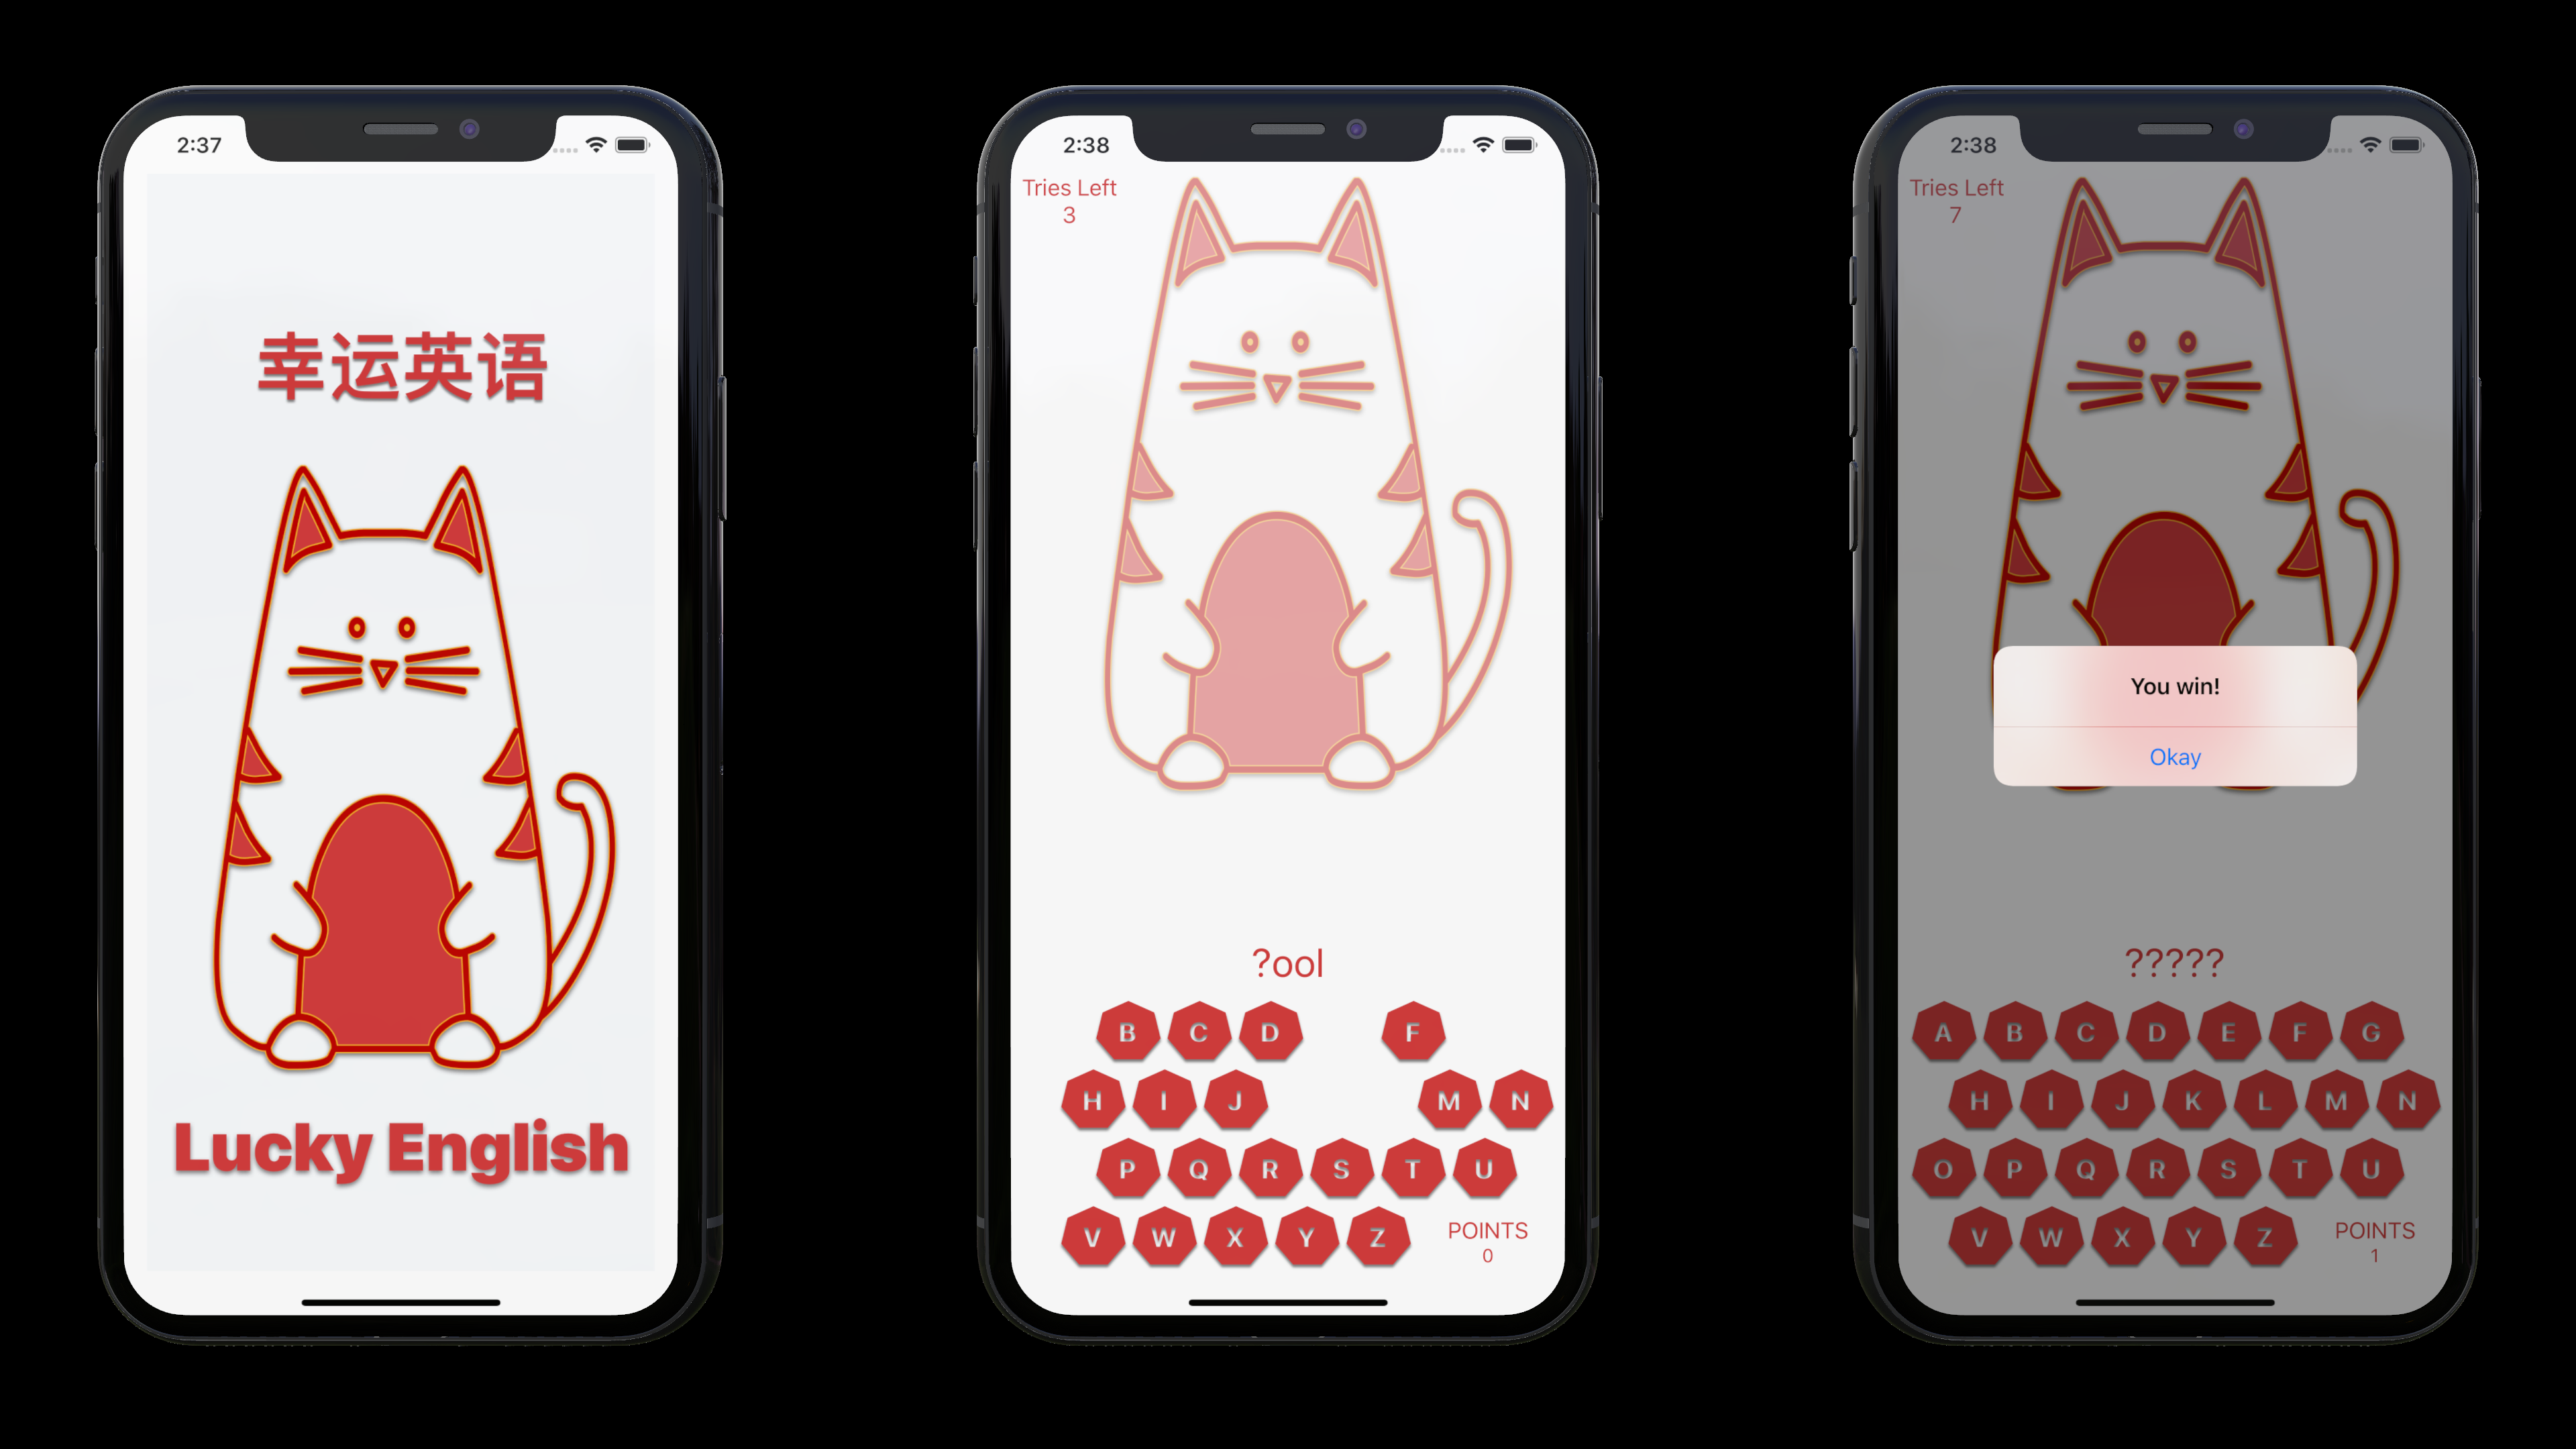 2:37
幸运英语
Lucky English
2:38
Tries Left
3
?ool
B C D F
H I J M N
P Q R S T U
V W X Y Z
POINTS
0
2:38
Tries Left
7
You win!
Okay
?????
A B C D E F G
H I J K L M N
O P Q R S T U
V W X Y Z
POINTS
1